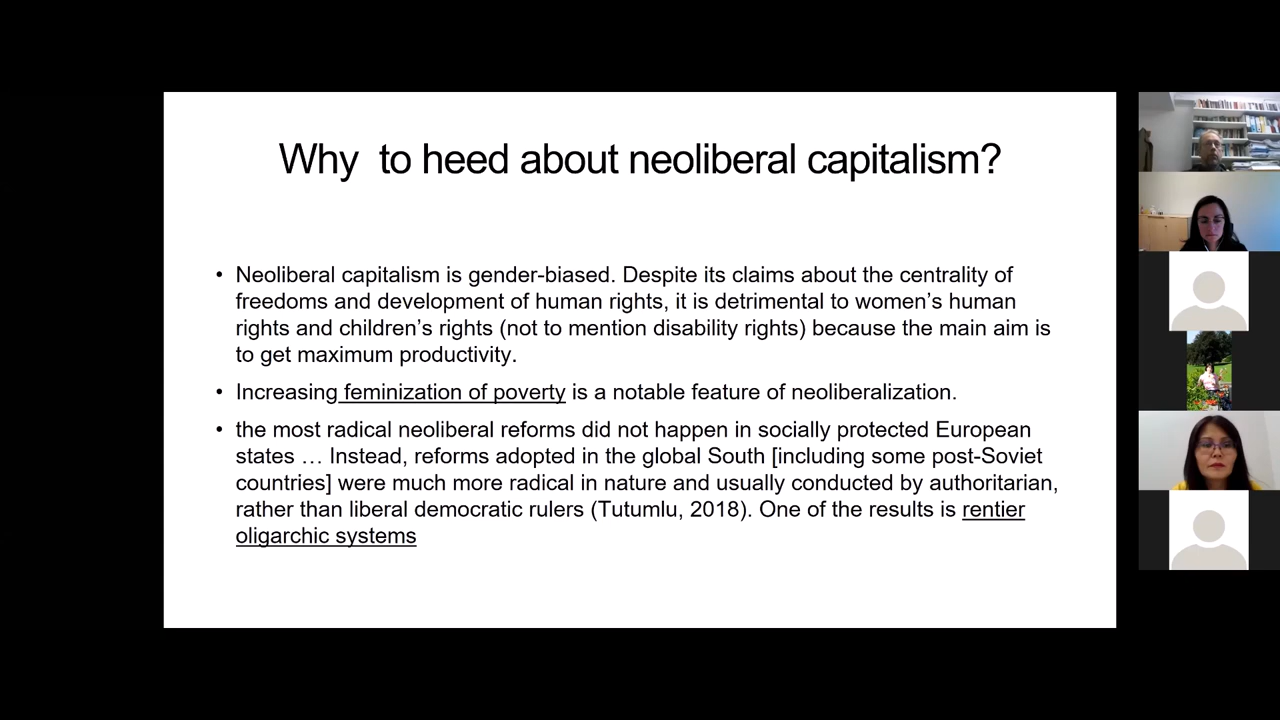 Why  to heed about neoliberal capitalism?
• Neoliberal capitalism is gender-biased. Despite its claims about the centrality of
freedoms and development of human rights, it is detrimental to women’s human
rights and children’s rights (not to mention disability rights) because the main aim is
to get maximum productivity.
• Increasing feminization of poverty is a notable feature of neoliberalization.
• the most radical neoliberal reforms did not happen in socially protected European
states … Instead, reforms adopted in the global South [including some post-Soviet
countries] were much more radical in nature and usually conducted by authoritarian,
rather than liberal democratic rulers (Tutumlu, 2018). One of the results is rentier
oligarchic systems